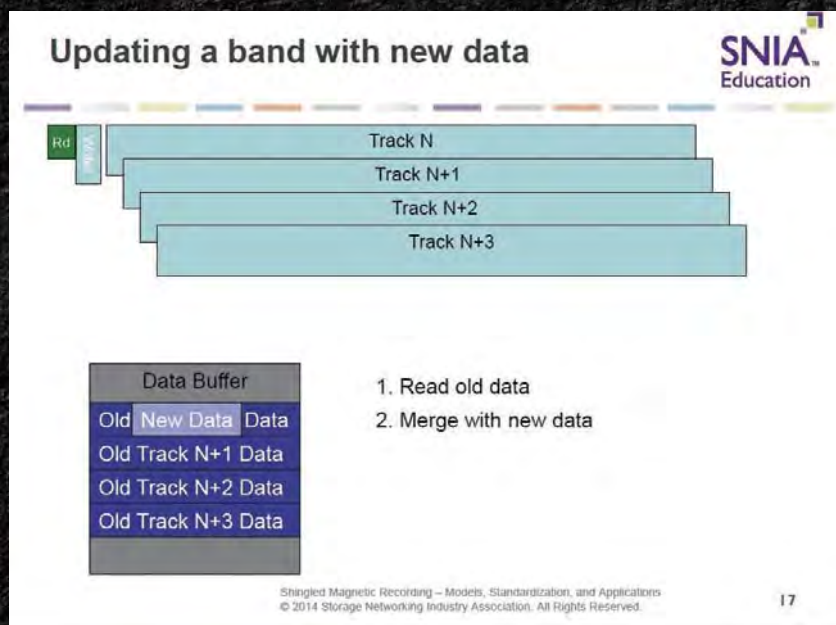 Updating a band with new data
SNIA
Education
Rd
Write
Track N
Track N+1
Track N+2
Track N+3
Data Buffer
Old New Data Data
Old Track N+1 Data
Old Track N+2 Data
Old Track N+3 Data
1. Read old data
2. Merge with new data
Shingled Magnetic Recording – Models, Standardization, and Applications
© 2014 Storage Networking Industry Association. All Rights Reserved.
17